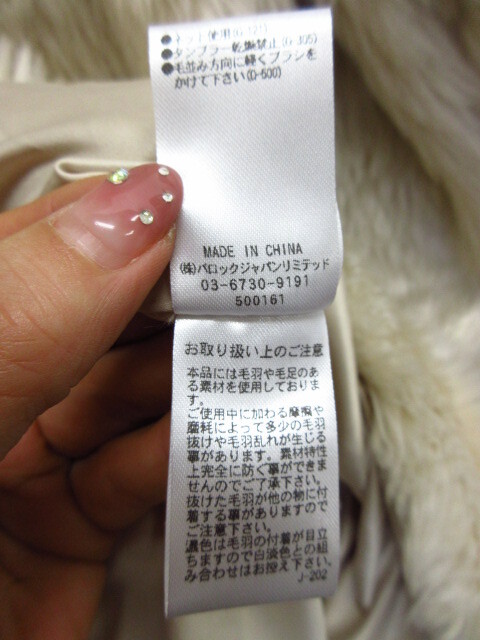 ●ネット使用(G-121)
●タンブラー乾燥禁止(G-305)
●毛並み方向に軽くブラシを
かけて下さい(D-500)
MADE IN CHINA
(株)バロックジャパンリミテッド
03-6730-9191
500161
お取り扱い上のご注意
本品には毛羽や毛足のあ
る素材を使用しておりま
す。
ご使用中に加わる摩擦や
磨耗によって多少の毛羽
抜けや毛羽乱れが生じる
事があります。素材特性
上完全に防ぐ事ができま
せんのでご了承下さい。
抜けた毛羽が他の物に付
着する事がありますので
ご注意下さい。
濃色は毛羽の付着が目立
ちますので白淡色との組
み合わせはお控え下さい。
J-202